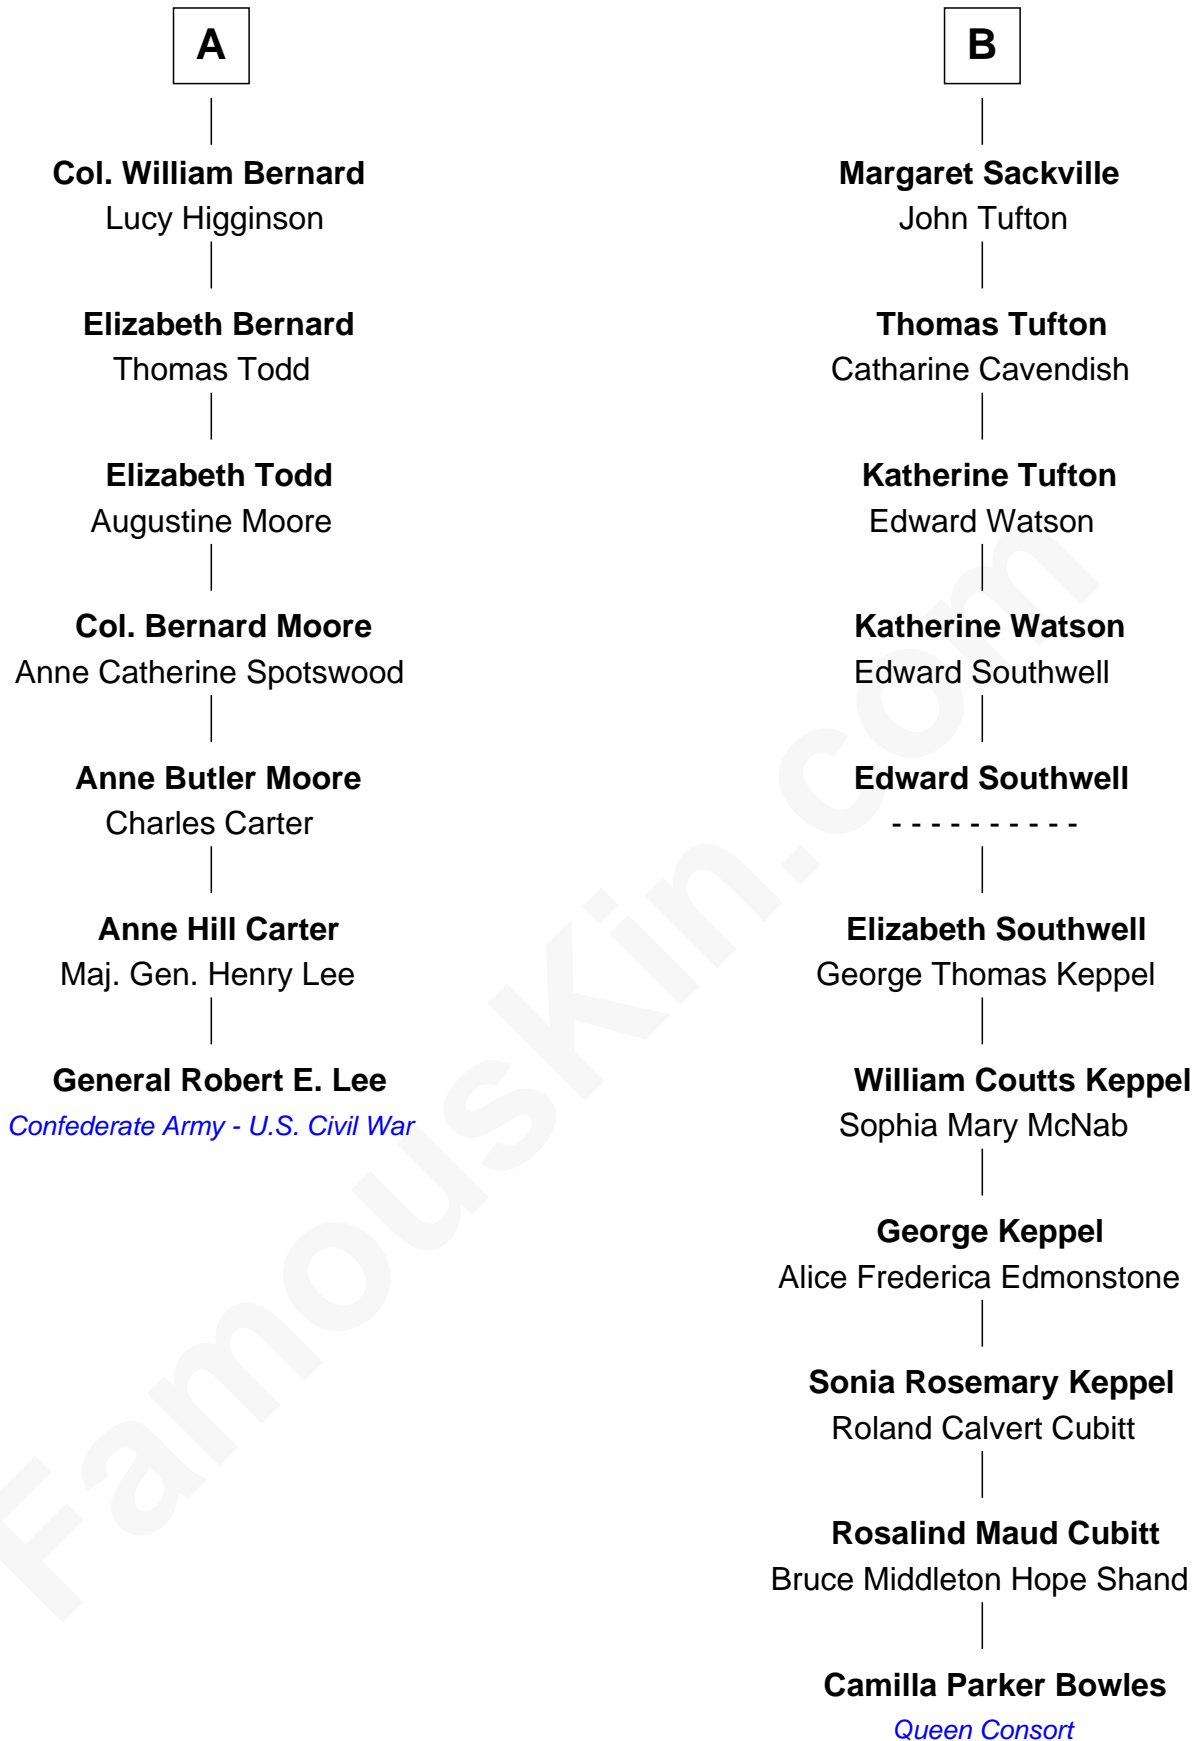 A
Col. William Bernard
Lucy Higginson
Elizabeth Bernard
Thomas Todd
Elizabeth Todd
Augustine Moore
Col. Bernard Moore
Anne Catherine Spotswood
Anne Butler Moore
Charles Carter
Anne Hill Carter
Maj. Gen. Henry Lee
General Robert E. Lee
Confederate Army - U.S. Civil War
B
Margaret Sackville
John Tufton
Thomas Tufton
Catharine Cavendish
Katherine Tufton
Edward Watson
Katherine Watson
Edward Southwell
Edward Southwell
- - - - - - - - - -
Elizabeth Southwell
George Thomas Keppel
William Coutts Keppel
Sophia Mary McNab
George Keppel
Alice Frederica Edmonstone
Sonia Rosemary Keppel
Roland Calvert Cubitt
Rosalind Maud Cubitt
Bruce Middleton Hope Shand
Camilla Parker Bowles
Queen Consort
FamousKin.com